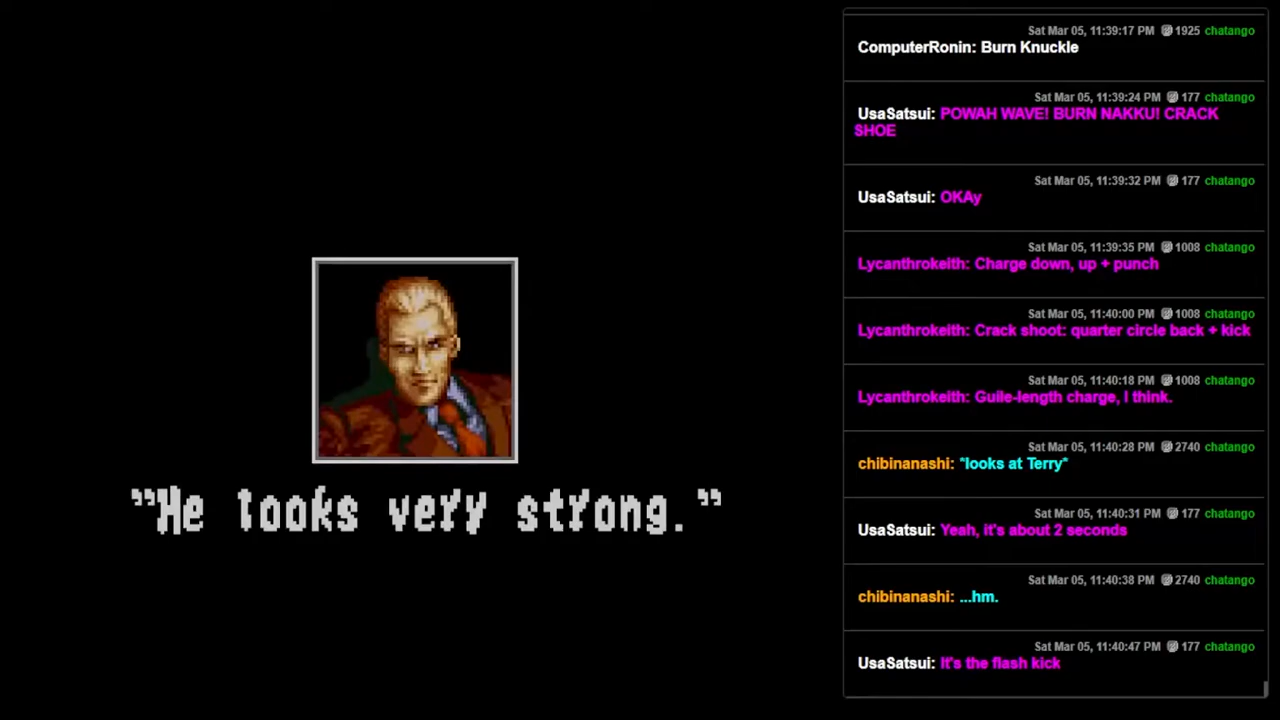 "He tooks very strong."
Sat Mar 05, 11:39:17 PM 1925 chatango
ComputerRonin: Burn Knuckle
Sat Mar 05, 11:39:24 PM 177 chatango
UsaSatsui: POWAH WAVE! BURN NAKKU! CRACK
SHOE
Sat Mar 05, 11:39:32 PM 177 chatango
UsaSatsui: OKAy
Sat Mar 05, 11:39:35 PM 1008 chatango
Lycanthrokeith: Charge down, up + punch
Sat Mar 05, 11:40:00 PM 1008 chatango
Lycanthrokeith: Crack shoot: quarter circle back + kick
Sat Mar 05, 11:40:18 PM 1008 chatango
Lycanthrokeith: Guile-length charge, I think.
Sat Mar 05, 11:40:28 PM 2740 chatango
chibinanashi: *looks at Terry*
Sat Mar 05, 11:40:31 PM 177 chatango
UsaSatsui: Yeah, it's about 2 seconds
Sat Mar 05, 11:40:38 PM 2740 chatango
chibinanashi: ...hm.
Sat Mar 05, 11:40:47 PM 177 chatango
UsaSatsui: It's the flash kick